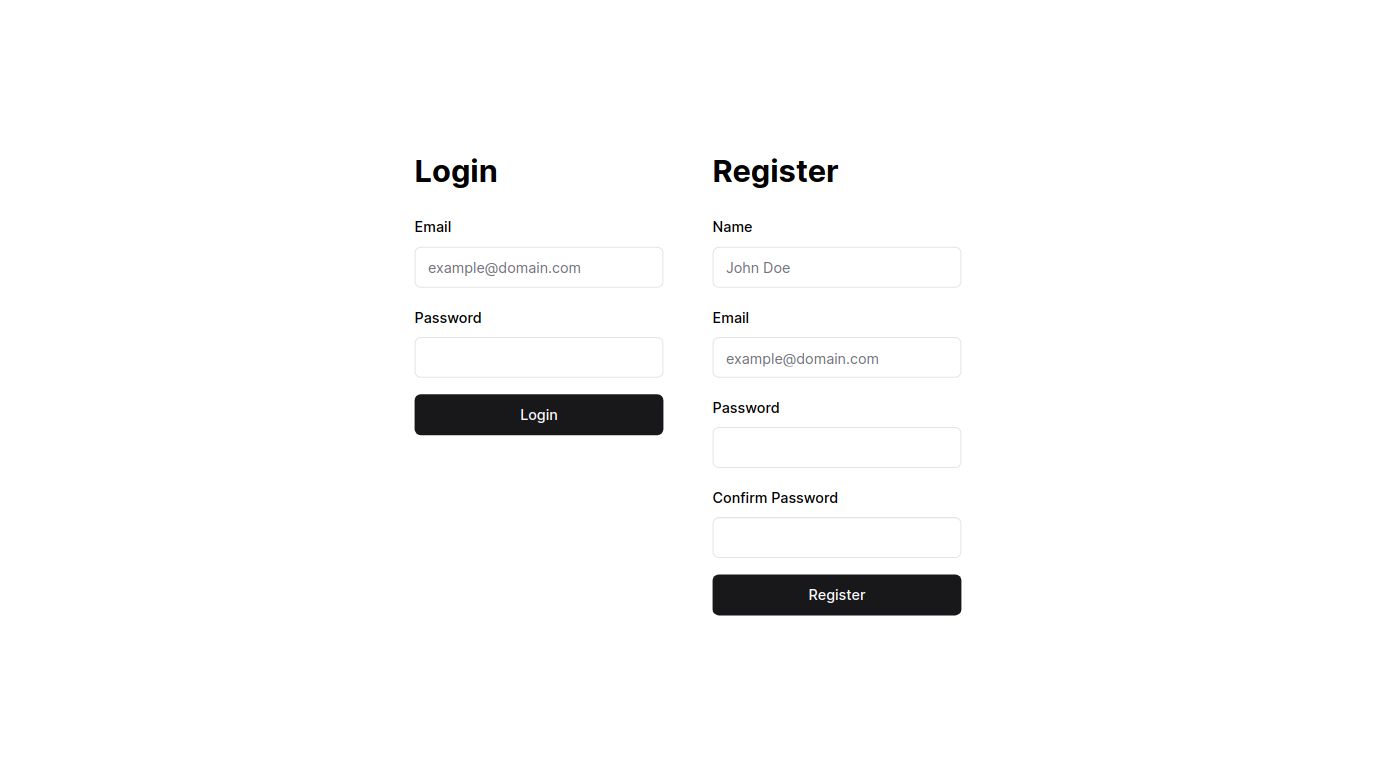 Login
Email
example@domain.com
Password
Login
Register
Name
John Doe
Email
example@domain.com
Password
Confirm Password
Register